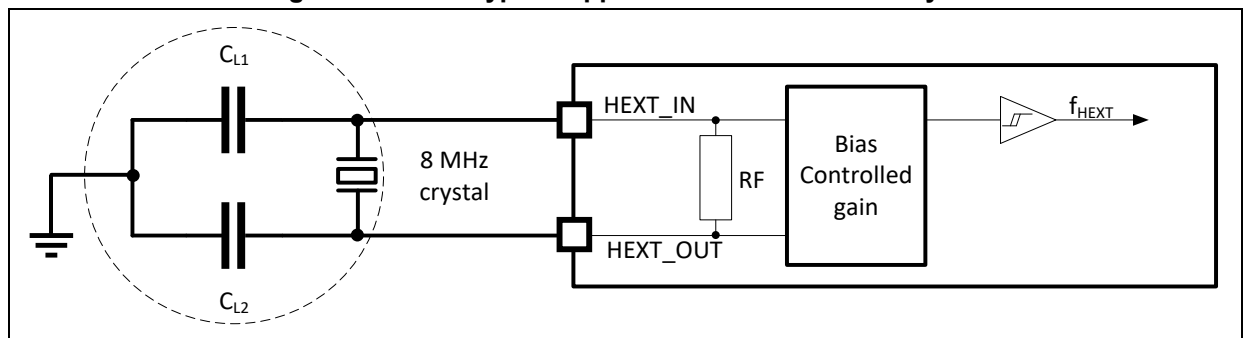 C_L1
HEXT_IN
f_HEXT
8 MHz
crystal
RF
Bias
Controlled
gain
HEXT_OUT
C_L2